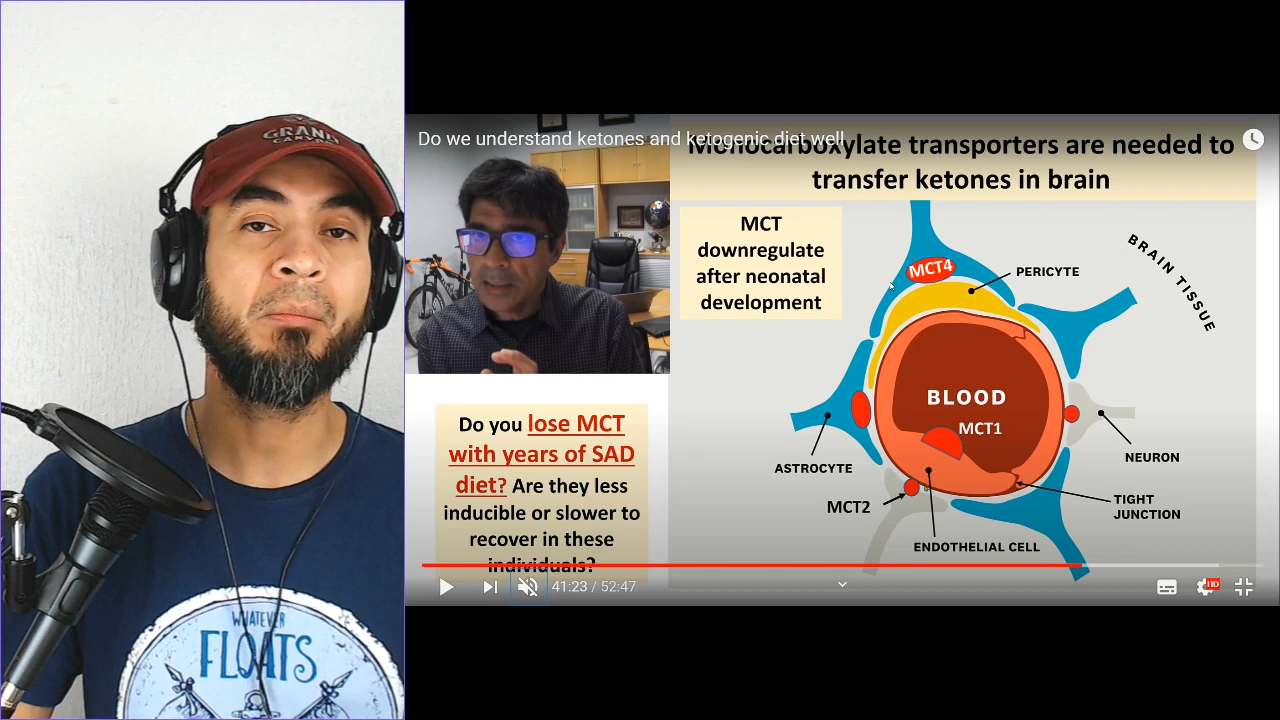 GRAND
CANYON
WHATEVER
FLOATS
Do we understand ketones and ketogenic diet well
Monocarboxylate transporters are needed to
transfer ketones in brain
MCT
downregulate
after neonatal
development
Do you lose MCT
with years of SAD
diet? Are they less
inducible or slower to
recover in these
individuals?
MCT4
PERICYTE
BRAIN TISSUE
BLOOD
MCT1
ASTROCYTE
NEURON
MCT2
TIGHT
JUNCTION
ENDOTHELIAL CELL
41:23 / 52:47
HD